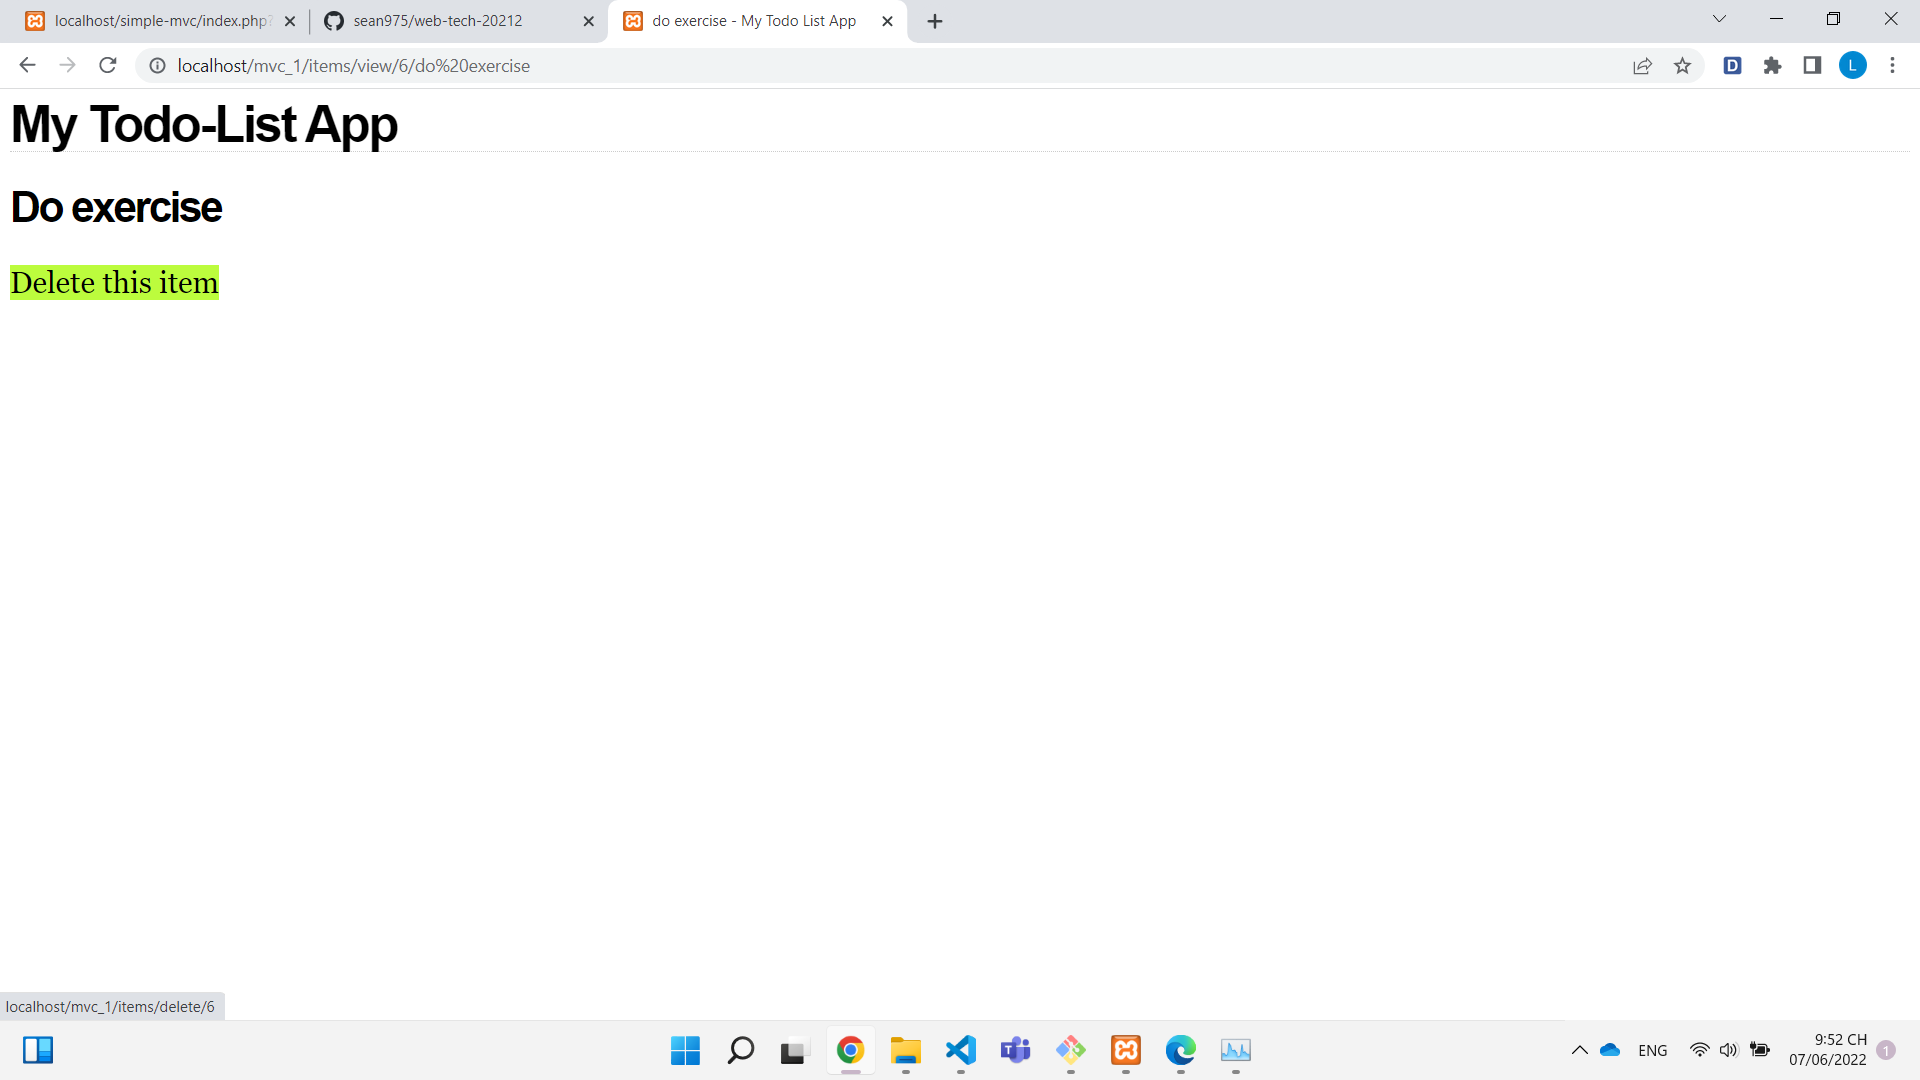 localhost/simple-mvc/index.php?
sean975/web-tech-20212
do exercise - My Todo List App
localhost/mvc_1/items/view/6/do%20exercise
D
L
My Todo-List App
Do exercise
Delete this item
localhost/mvc_1/items/delete/6
ENG
9:52 CH
07/06/2022
1